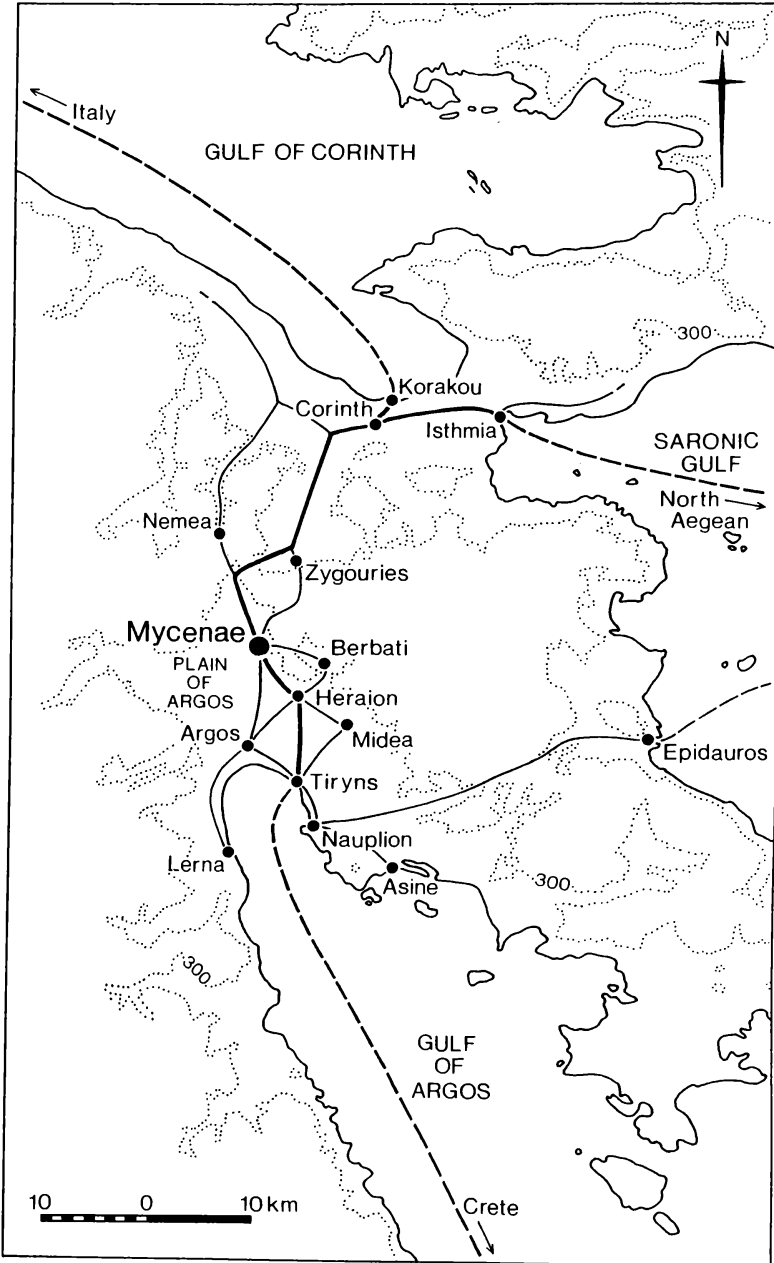 N
Italy
GULF OF CORINTH
300
Korakou
Corinth
Isthmia
SARONIC
GULF
North
Aegean
Nemea
Zygouries
Mycenae
Berbati
PLAIN
OF
ARGOS
Heraion
Argos
Midea
Epidauros
Tiryns
Nauplion
Lerna
Asine
300
300
GULF
OF
ARGOS
Crete
10 0 10 km